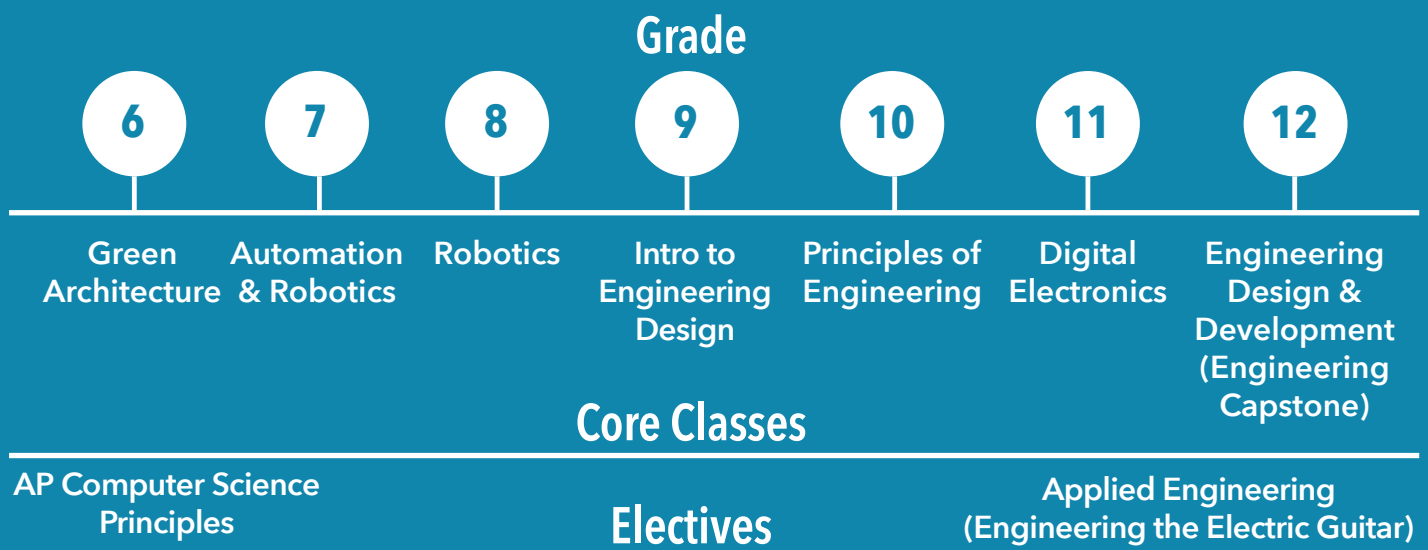 Grade
6 7 8 9 10 11 12
Green
Architecture
Automation
& Robotics
Robotics
Intro to
Engineering
Design
Principles of
Engineering
Digital
Electronics
Engineering
Design &
Development
(Engineering
Capstone)
Core Classes
AP Computer Science
Principles
Electives
Applied Engineering
(Engineering the Electric Guitar)